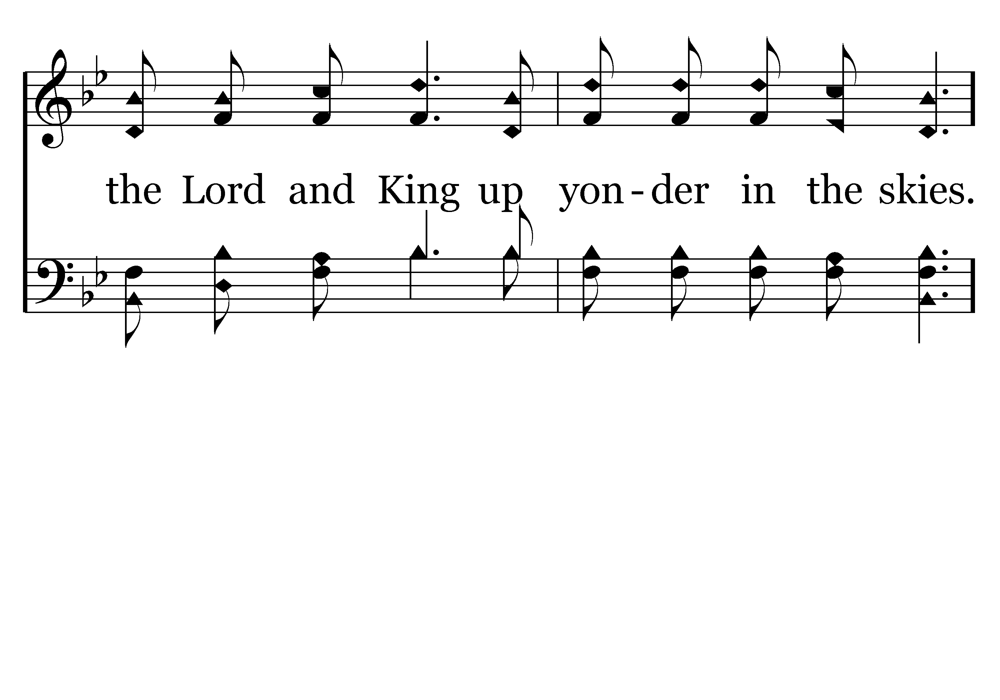 the Lord and King up yon-der in the skies.